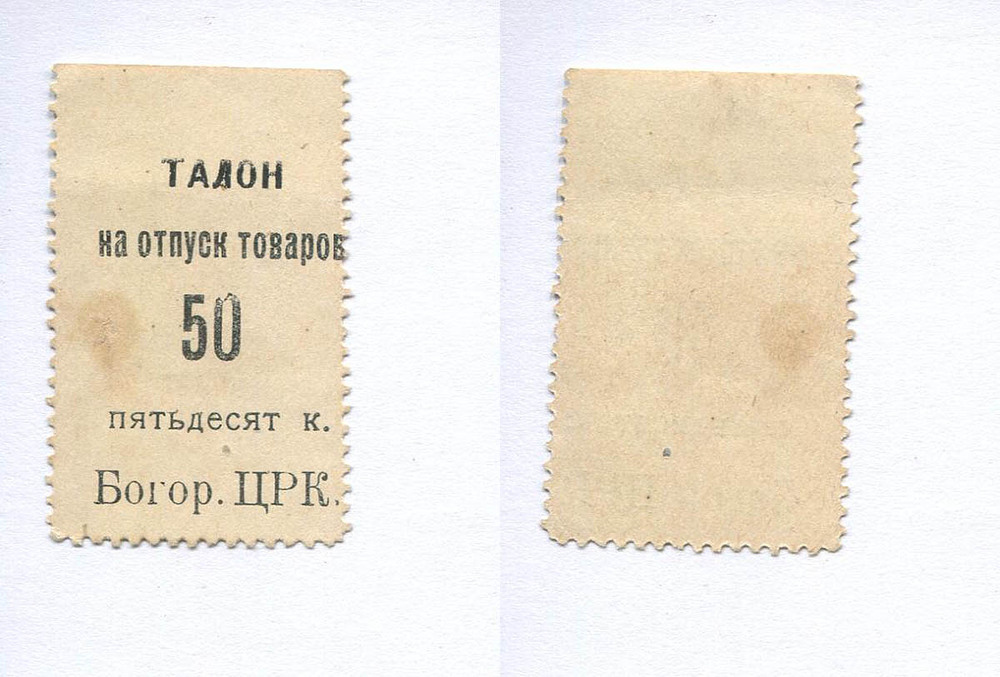 ТАЛОН
на отпуск товаров
50
пятьдесят к.
Богор. ЦРК.